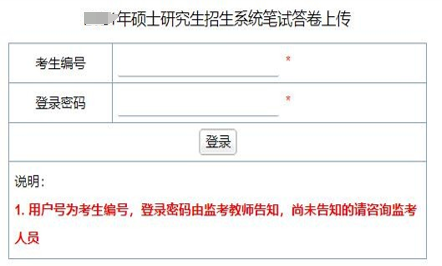 年硕士研究生招生系统笔试答卷上传
考生编号 *
登录密码 *
登录
说明：
1. 用户号为考生编号，登录密码由监考教师告知，尚未告知的请咨询监考
人员